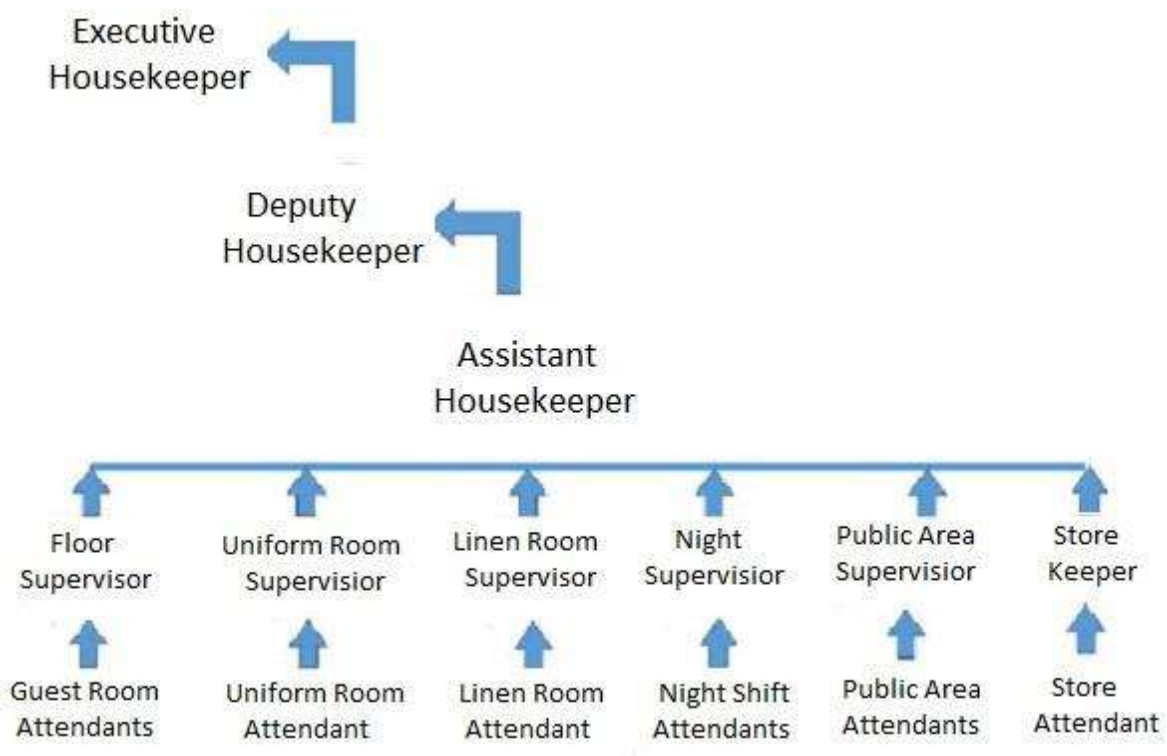 Executive
Housekeeper
Deputy
Housekeeper
Assistant
Housekeeper
Floor
Supervisor
Uniform Room
Supervisior
Linen Room
Supervisor
Night
Supervisior
Public Area
Supervisior
Store
Keeper
Guest Room
Attendants
Uniform Room
Attendant
Linen Room
Attendant
Night Shift
Attendants
Public Area
Attendants
Store
Attendant